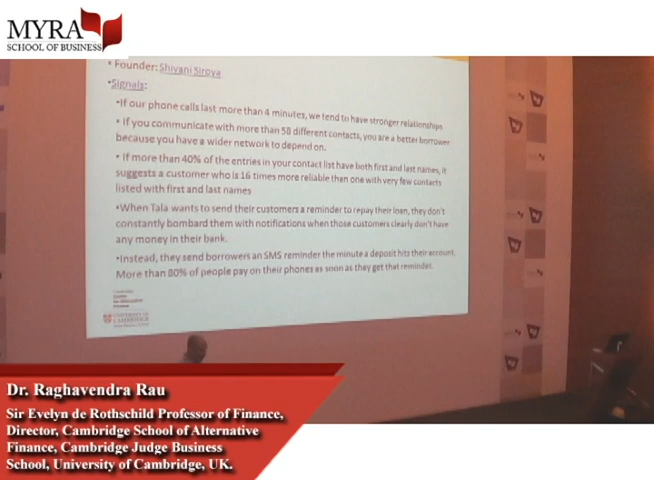 MYRA
SCHOOL OF BUSINESS
• Founder: Shivani Siroya
•Signals:
•If our phone calls last more than 4 minutes, we tend to have stronger relationships
• If you communicate with more than 58 different contacts, you are a better borrower
because you have a wider network to depend on.
• If more than 40% of the entries in your contact list have both first and last names, it
suggests a customer who is 16 times more reliable than one with very few contacts
listed with first and last names
•When Tala wants to send their customers a reminder to repay their loan, they don't
constantly bombard them with notifications when those customers clearly don't have
any money in their bank.
•Instead, they send borrowers an SMS reminder the minute a deposit hits their account.
More than 80% of people pay on their phones as soon as they get that reminder.
UNIVERSITY OF
CAMBRIDGE
Dr. Raghavendra Rau
Sir Evelyn de Rothschild Professor of Finance,
Director, Cambridge School of Alternative
Finance, Cambridge Judge Business
School, University of Cambridge, UK.